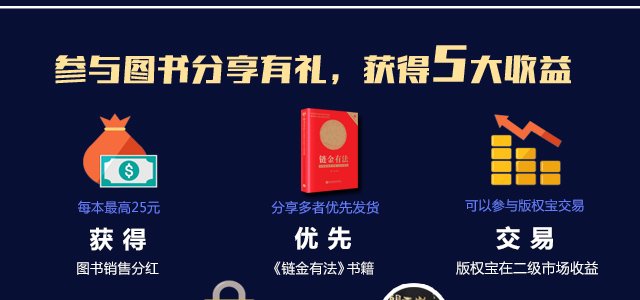 参与图书分享有礼，获得5大收益
链金有法
每本最高25元
分享多者优先发货
可以参与版权宝交易
获得
优先
交易
图书销售分红
《链金有法》书籍
版权宝在二级市场收益